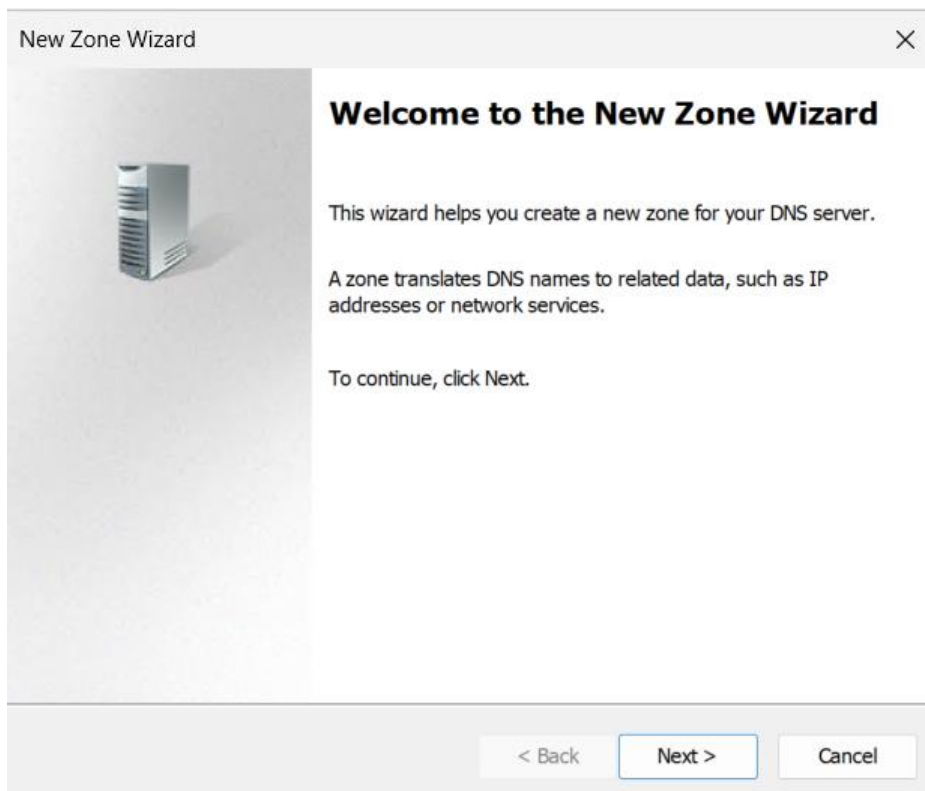 New Zone Wizard
Welcome to the New Zone Wizard
This wizard helps you create a new zone for your DNS server.
A zone translates DNS names to related data, such as IP
addresses or network services.
To continue, click Next.
< Back Next > Cancel